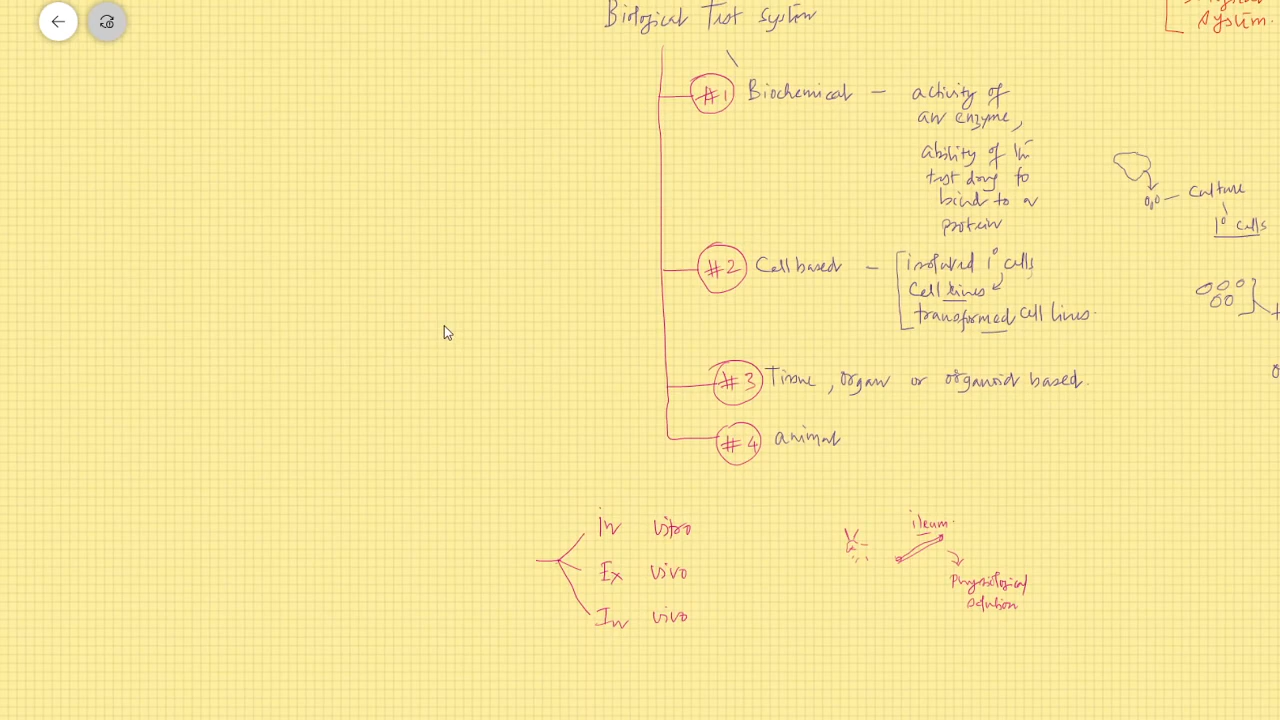 Biological Test System
System.
#1 Biochemical – activity of
an enzyme,
ability of the
test drug to
bind to a
protein
Culture
1° cells
#2 Cell based – isolated 1° cells
Cell lines
transformed cell lines.
#3 Tissue, organ or organoid based.
#4 animal
In vitro
Ex vivo
In vivo
ileum.
Physiological
solution